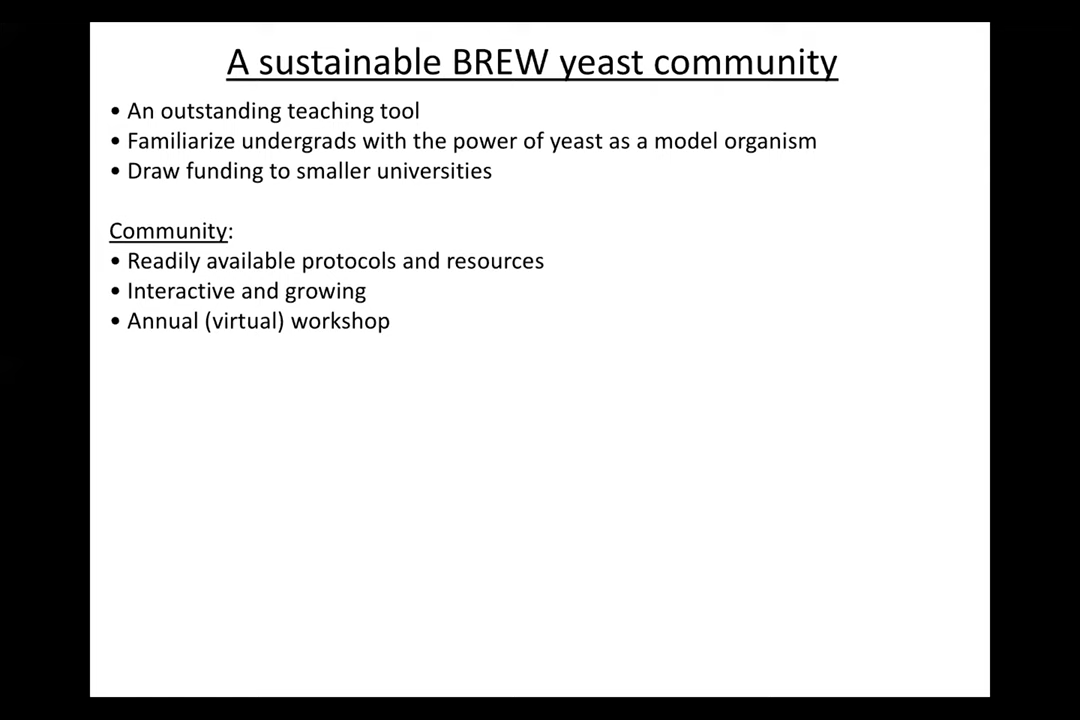 A sustainable BREW yeast community
• An outstanding teaching tool
• Familiarize undergrads with the power of yeast as a model organism
• Draw funding to smaller universities
Community:
• Readily available protocols and resources
• Interactive and growing
• Annual (virtual) workshop